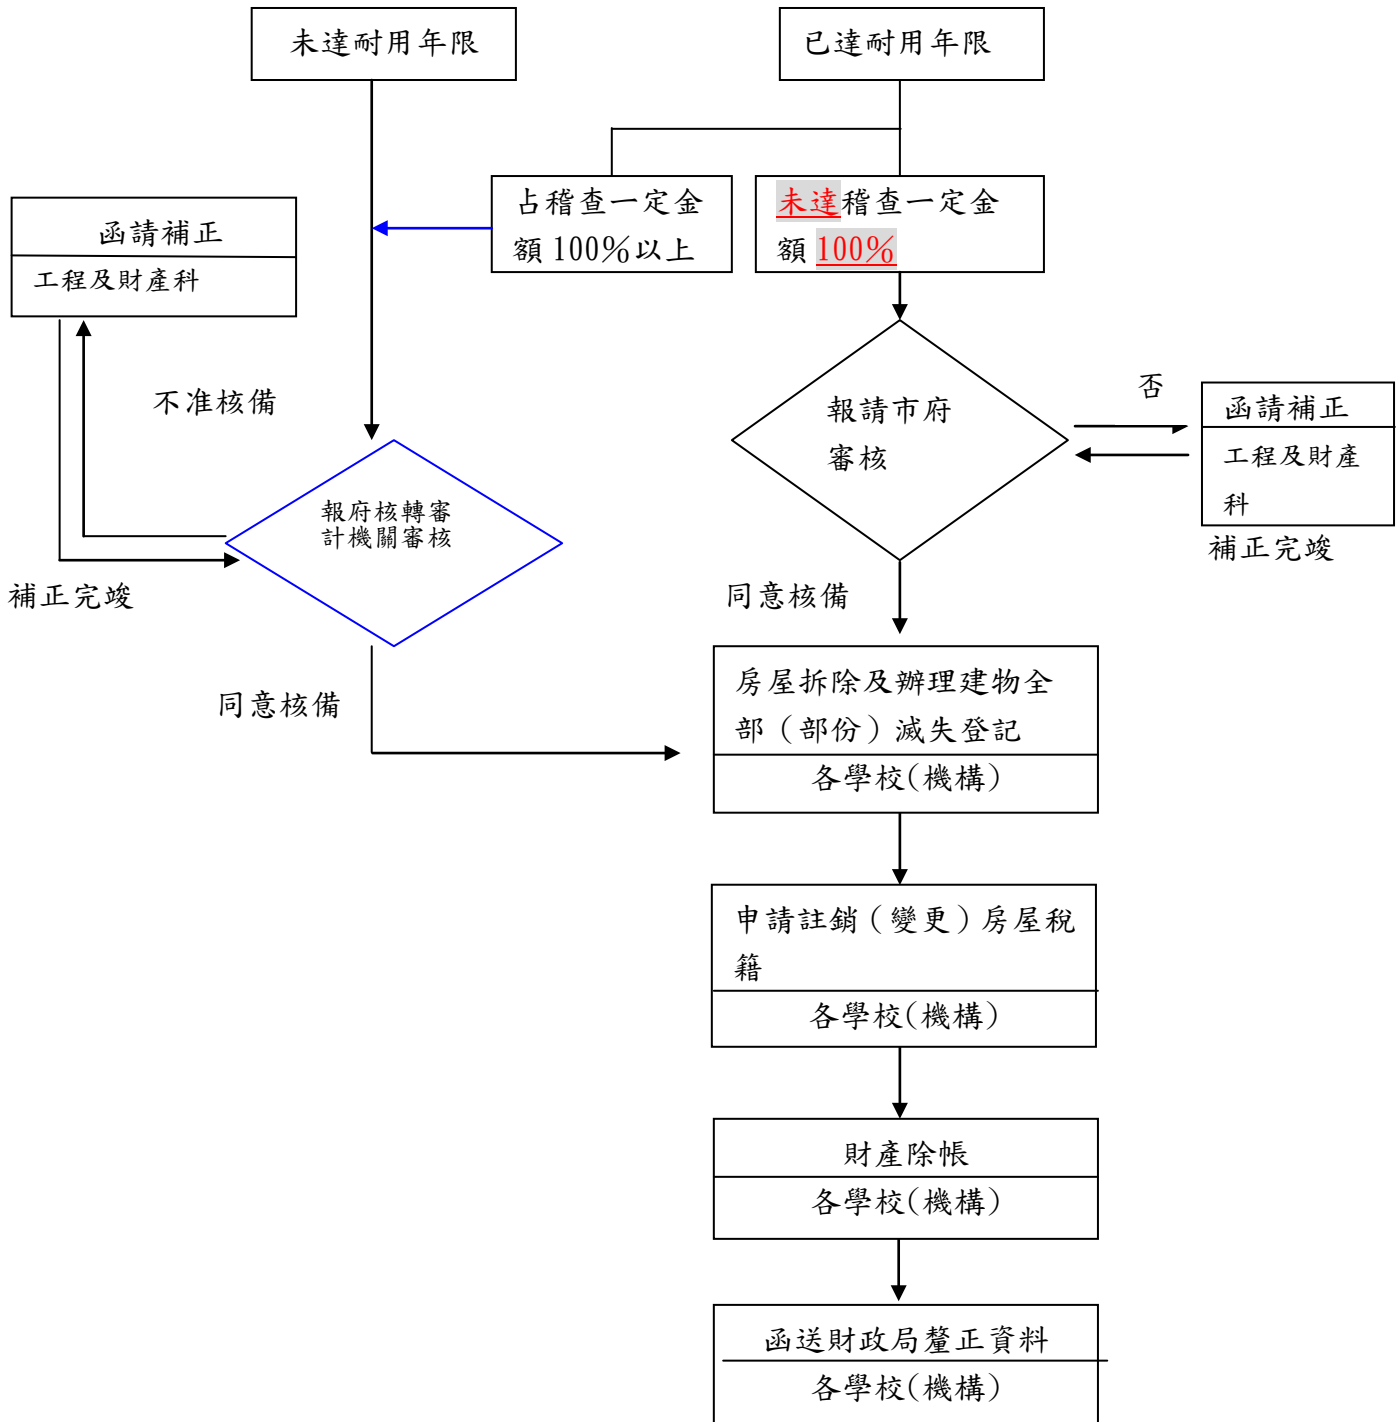 未達耐用年限
已達耐用年限
占稽查一定金
額100%以上
未達稽查一定金
額100%
函請補正
工程及財產科
不准核備
報府核轉審
計機關審核
補正完竣
同意核備
報請市府
審核
否
函請補正
工程及財產
科
補正完竣
同意核備
房屋拆除及辦理建物全
部（部份）滅失登記
各學校(機構)
申請註銷（變更）房屋稅
籍
各學校(機構)
財產除帳
各學校(機構)
函送財政局釐正資料
各學校(機構)